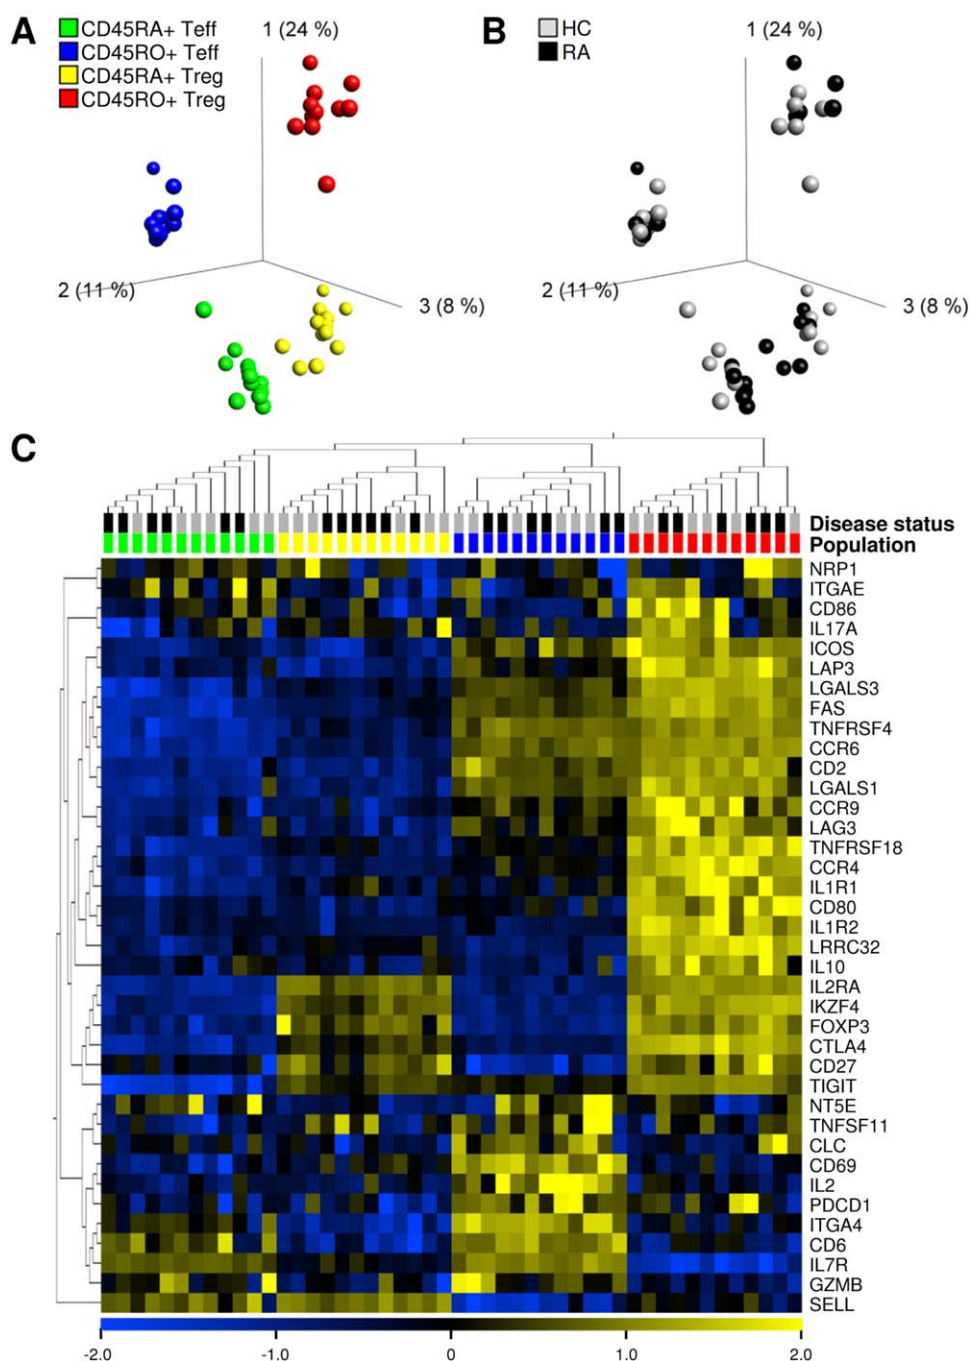 A
CD45RA+ Teff
CD45RO+ Teff
CD45RA+ Treg
CD45RO+ Treg
1 (24 %)
2 (11 %)
3 (8 %)
B
HC
RA
1 (24 %)
2 (11 %)
3 (8 %)
C
Disease status
Population
NRP1
ITGAE
CD86
IL17A
ICOS
LAP3
LGALS3
FAS
TNFRSF4
CCR6
CD2
LGALS1
CCR9
LAG3
TNFRSF18
CCR4
IL1R1
CD80
IL1R2
LRRC32
IL10
IL2RA
IKZF4
FOXP3
CTLA4
CD27
TIGIT
NT5E
TNFSF11
CLC
CD69
IL2
PDCD1
ITGA4
CD6
IL7R
GZMB
SELL
-2.0 -1.0 0 1.0 2.0